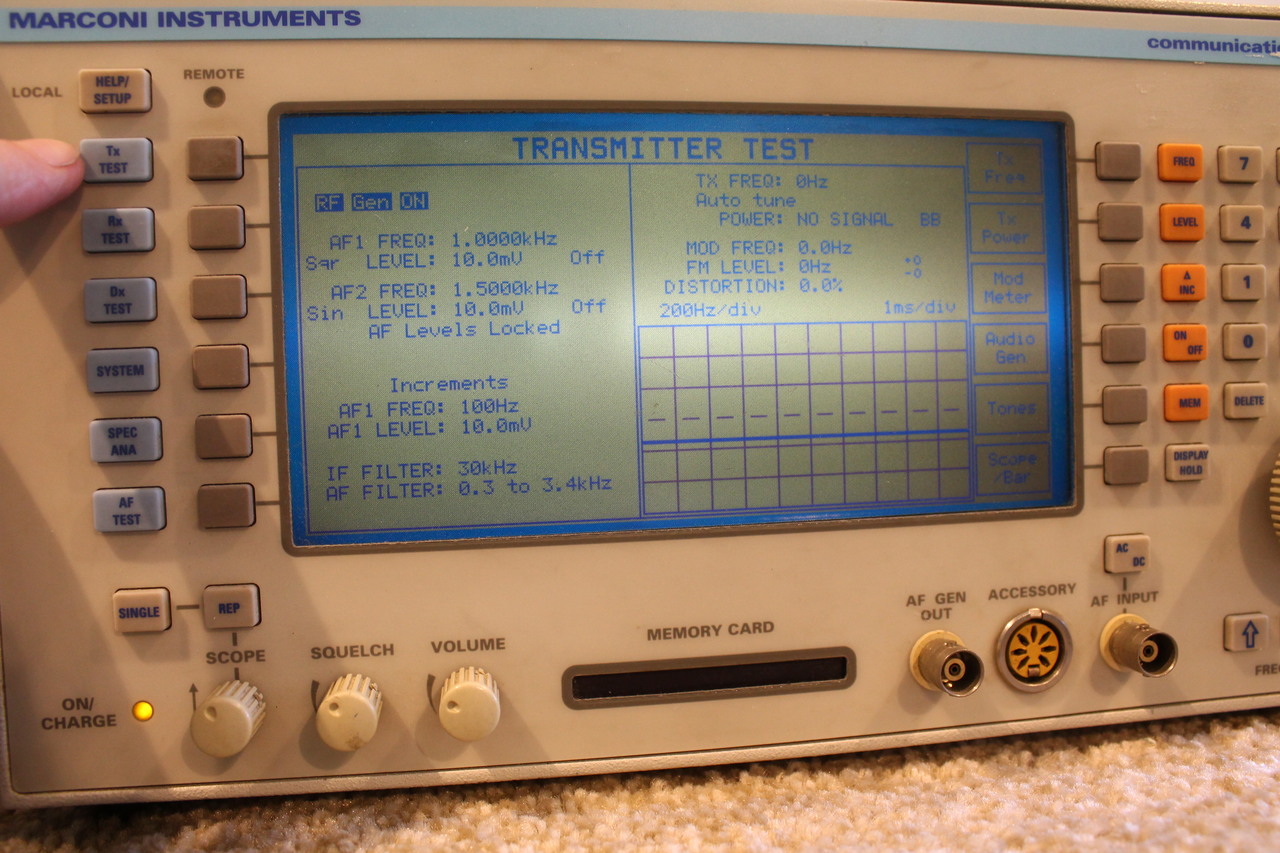 MARCONI INSTRUMENTS
communicatio
LOCAL
HELP/
SETUP
REMOTE
Tx
TEST
Rx
TEST
Dx
TEST
SYSTEM
SPEC
ANA
AF
TEST
TRANSMITTER TEST
RF Gen ON
AF1 FREQ: 1.0000kHz
Sqr LEVEL: 10.0mV Off
AF2 FREQ: 1.5000kHz
Sin LEVEL: 10.0mV Off
AF Levels Locked
Increments
AF1 FREQ: 100Hz
AF1 LEVEL: 10.0mV
IF FILTER: 30kHz
AF FILTER: 0.3 to 3.4kHz
TX FREQ: 0Hz
Auto tune
POWER: NO SIGNAL BB
MOD FREQ: 0.0Hz
FM LEVEL: 0Hz +0
-0
DISTORTION: 0.0%
200Hz/div 1ms/div
Tx
Freq
Tx
Power
Mod
Meter
Audio
Gen
Tones
Scope
/Bar
FREQ
7
LEVEL
4
Δ
INC
1
ON
OFF
0
MEM
DELETE
DISPLAY
HOLD
AC
DC
SINGLE
REP
SCOPE
SQUELCH
VOLUME
MEMORY CARD
AF GEN
OUT
ACCESSORY
AF INPUT
ON/
CHARGE
FRE